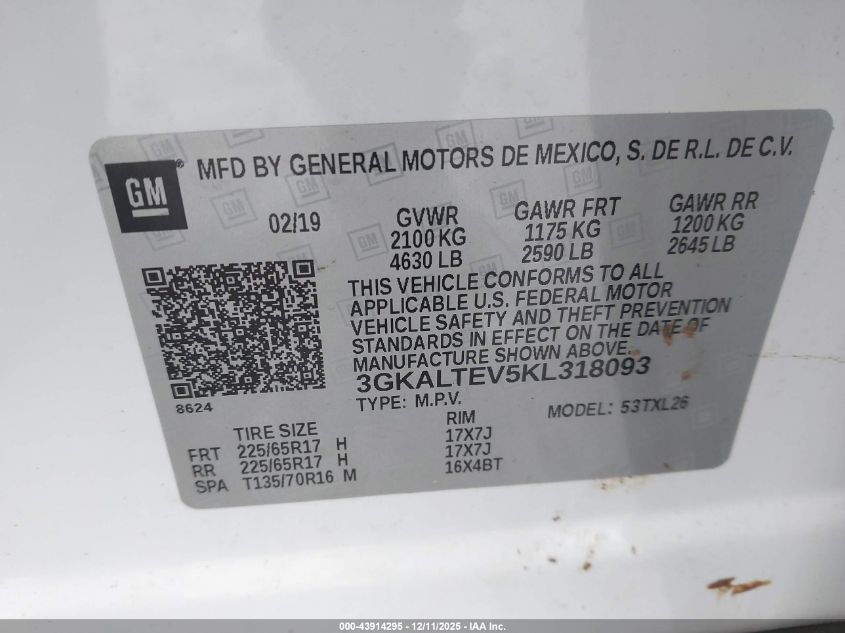 GM
MFD BY GENERAL MOTORS DE MEXICO, S. DE R.L. DE C.V.
02/19 GVWR GAWR FRT GAWR RR
2100 KG 1175 KG 1200 KG
4630 LB 2590 LB 2645 LB
THIS VEHICLE CONFORMS TO ALL
APPLICABLE U.S. FEDERAL MOTOR
VEHICLE SAFETY AND THEFT PREVENTION
STANDARDS IN EFFECT ON THE DATE OF
MANUFACTURE SHOWN ABOVE.
3GKALTEV5KL318093
8624
TYPE: M.P.V. MODEL: 53TXL26
TIRE SIZE RIM
FRT 225/65R17 H 17X7J
RR 225/65R17 H 17X7J
SPA T135/70R16 M 16X4BT
000-43914295 - 12/11/2025 - IAA Inc.